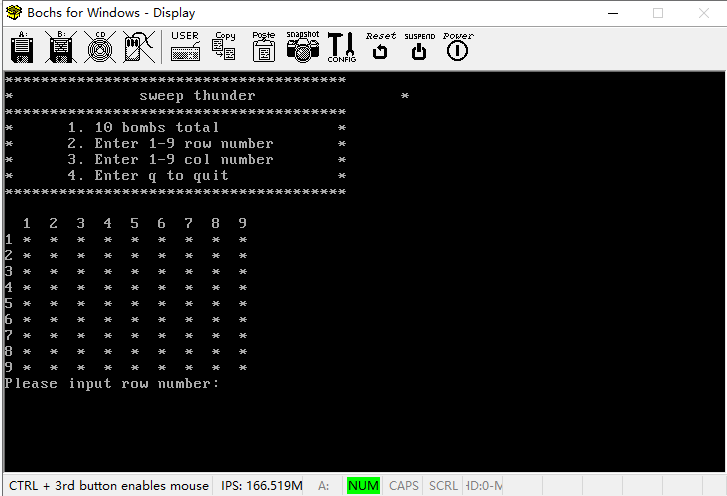 Bochs for Windows - Display
A: B: CD USER Copy Paste snapshot CONFIG Reset SUSPEND Power
**************************************
* sweep thunder *
**************************************
* 1. 10 bombs total *
* 2. Enter 1-9 row number *
* 3. Enter 1-9 col number *
* 4. Enter q to quit *
**************************************
1 2 3 4 5 6 7 8 9
1 * * * * * * * * *
2 * * * * * * * * *
3 * * * * * * * * *
4 * * * * * * * * *
5 * * * * * * * * *
6 * * * * * * * * *
7 * * * * * * * * *
8 * * * * * * * * *
9 * * * * * * * * *
Please input row number:
CTRL + 3rd button enables mouse IPS: 166.519M A: NUM CAPS SCRL HD:0-M